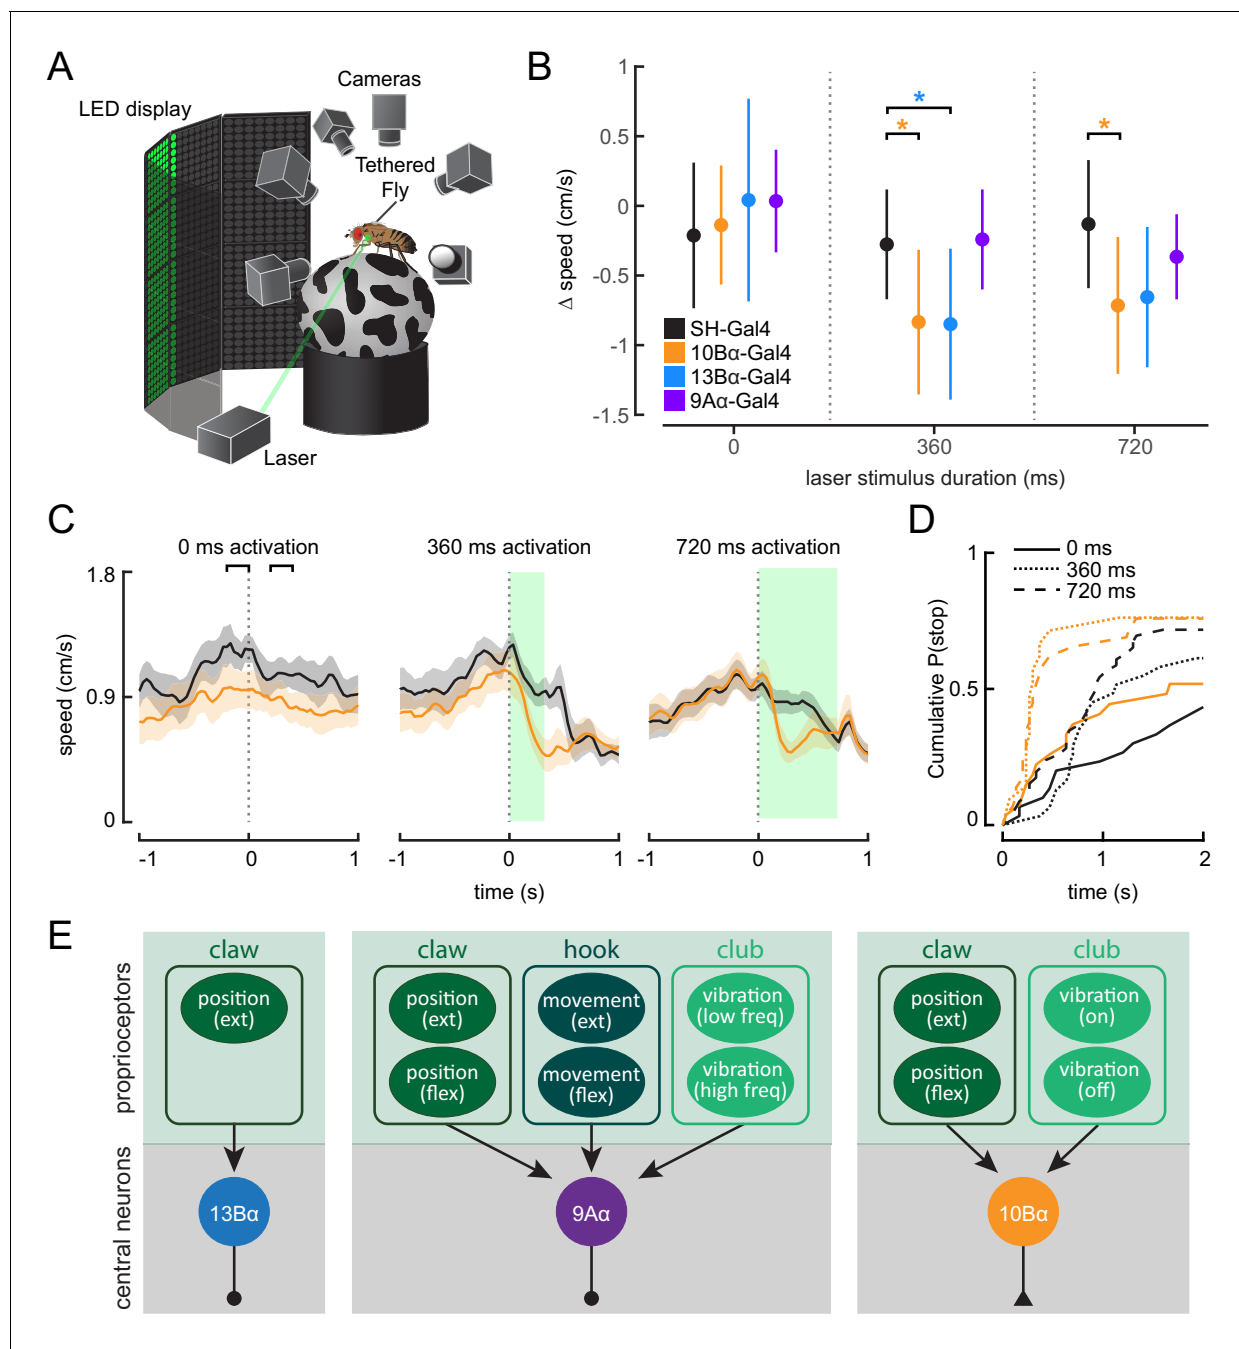 A
LED display
Cameras
Tethered
Fly
Laser
B
Δ speed (cm/s)
1
0.5
0
-0.5
-1
-1.5
*
*
*
SH-Gal4
10Bα-Gal4
13Bα-Gal4
9Aα-Gal4
0
360
720
laser stimulus duration (ms)
C
0 ms activation
360 ms activation
720 ms activation
speed (cm/s)
1.8
0.9
0
-1
0
1
-1
0
1
-1
0
1
time (s)
time (s)
time (s)
D
Cumulative P(stop)
1
0.5
0
0 ms
360 ms
720 ms
0
1
2
time (s)
E
proprioceptors
central neurons
claw
position
(ext)
13Bα
claw
hook
club
position
(ext)
movement
(ext)
vibration
(low freq)
position
(flex)
movement
(flex)
vibration
(high freq)
9Aα
claw
club
position
(ext)
vibration
(on)
position
(flex)
vibration
(off)
10Bα